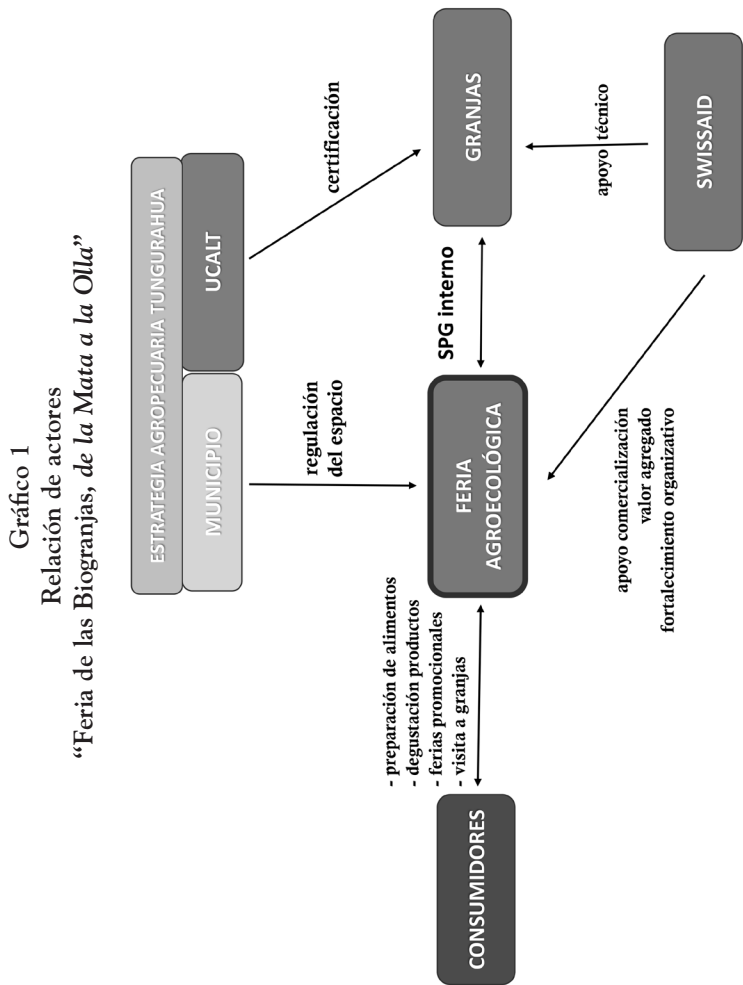 Gráfico 1
Relación de actores
“Feria de las Biogranjas, de la Mata a la Olla”
ESTRATEGIA AGROPECUARIA TUNGURAHUA
MUNICIPIO
UCALT
regulación
del espacio
certificación
- preparación de alimentos
- degustación productos
- ferias promocionales
- visita a granjas
CONSUMIDORES
FERIA
AGROECOLÓGICA
SPG interno
GRANJAS
apoyo técnico
apoyo comercialización
valor agregado
fortalecimiento organizativo
SWISSAID